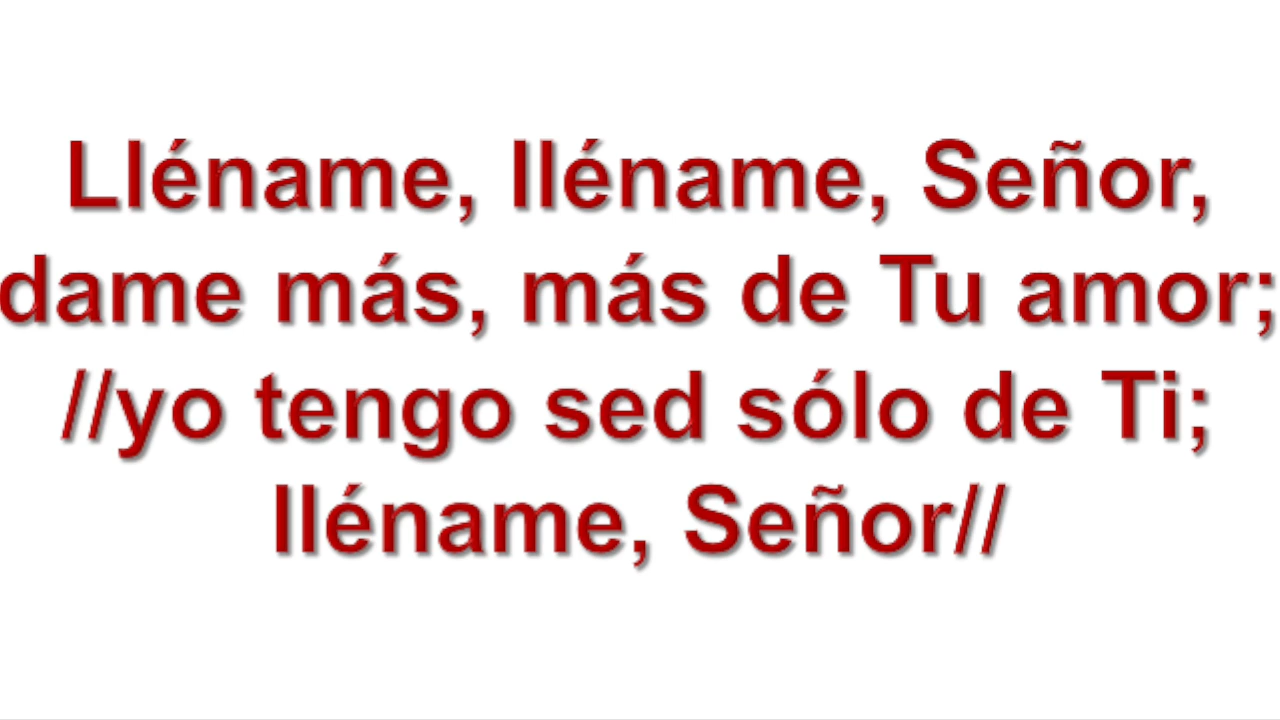 Lléname, lléname, Señor,
dame más, más de Tu amor;
//yo tengo sed sólo de Ti;
lléname, Señor//